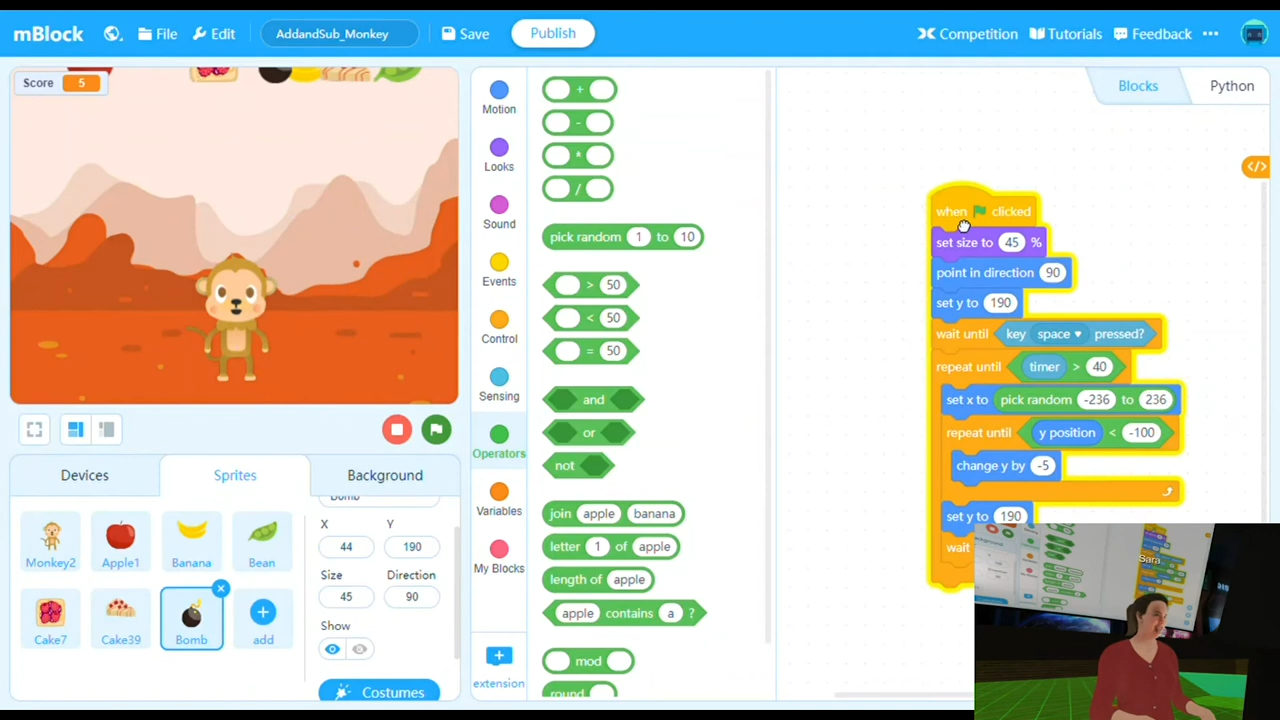 mBlock File Edit AddandSub_Monkey Save Publish Competition Tutorials Feedback
Score 5
Motion
Looks
Sound
Events
Control
Sensing
Operators
Variables
My Blocks
extension
+
-
*
/
pick random 1 to 10
> 50
< 50
= 50
and
or
not
join apple banana
letter 1 of apple
length of apple
apple contains a ?
mod
round
Blocks Python
</>
when clicked
set size to 45 %
point in direction 90
set y to 190
wait until key space pressed?
repeat until timer > 40
set x to pick random -236 to 236
repeat until y position < -100
change y by -5
set y to 190
wait
Devices Sprites Background
Monkey2 Apple1 Banana Bean
Cake7 Cake39 Bomb add
Bomb
X Y
44 190
Size Direction
45 90
Show
Costumes
Sara